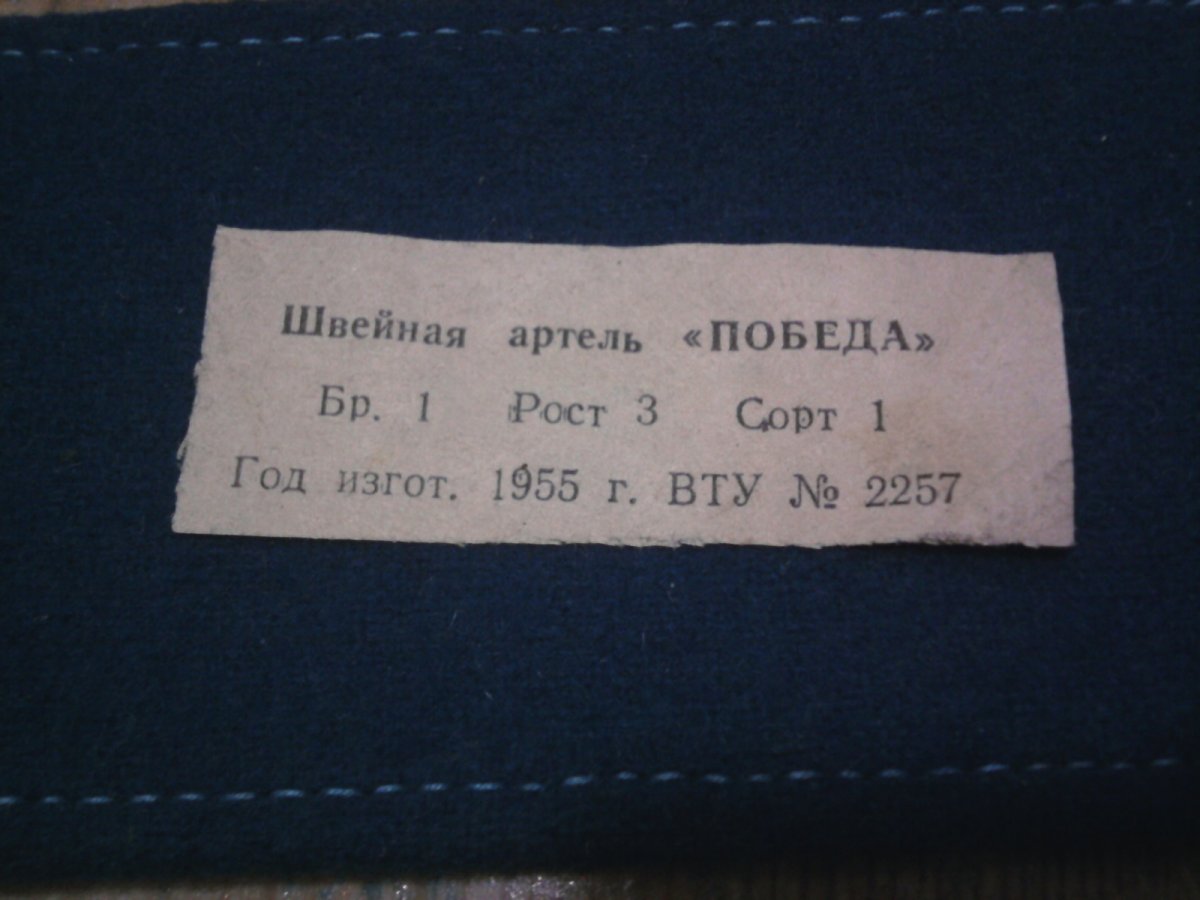 Швейная артель «ПОБЕДА»
Бр. 1 Рост 3 Сорт 1
Год изгот. 1955 г. ВТУ № 2257